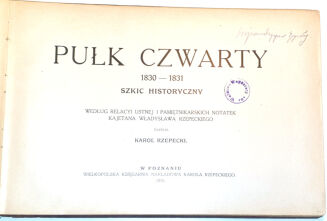 PUŁK CZWARTY
1830 — 1831
SZKIC HISTORYCZNY
WEDŁUG RELACYI USTNEJ I PAMIĘTNIKARSKICH NOTATEK
KAJETANA WŁADYSŁAWA RZEPECKIEGO
KAROL RZEPECKI.
W POZNANIU
WIELKOPOLSKA KSIĘGARNIA NAKŁADOWA KAROLA RZEPECKIEGO